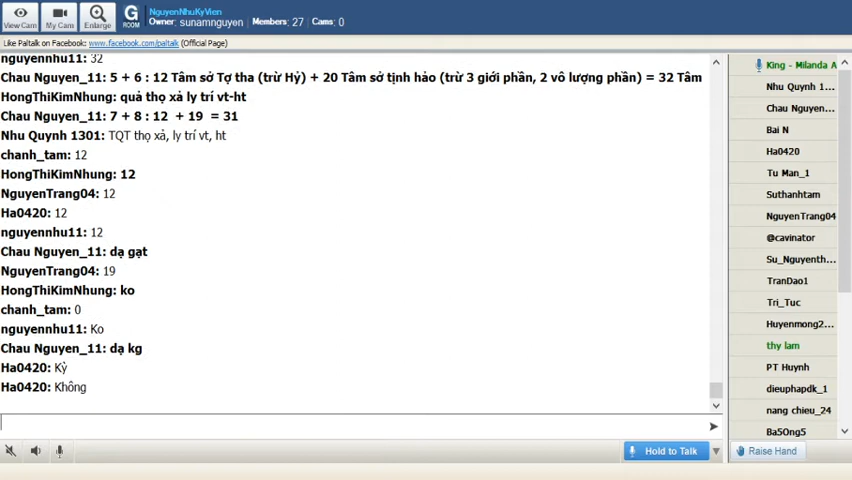 View Cam
My Cam
Enlarge
G
ROOM
NguyenNhuKyVien
Owner: sunamnguyen Members: 27 Cams: 0
Like Paltalk on Facebook: www.facebook.com/paltalk (Official Page)
nguyennhu11: 32
Chau Nguyen_11: 5 + 6 : 12 Tâm sở Tợ tha (trừ Hỷ) + 20 Tâm sở tịnh hảo (trừ 3 giới phần, 2 vô lượng phần) = 32 Tâm
HongThiKimNhung: quả thọ xả ly trí vt-ht
Chau Nguyen_11: 7 + 8 : 12 + 19 = 31
Nhu Quynh 1301: TQT thọ xả, ly trí vt, ht
chanh_tam: 12
HongThiKimNhung: 12
NguyenTrang04: 12
Ha0420: 12
nguyennhu11: 12
Chau Nguyen_11: dạ gạt
NguyenTrang04: 19
HongThiKimNhung: ko
chanh_tam: 0
nguyennhu11: Ko
Chau Nguyen_11: dạ kg
Ha0420: Kỳ
Ha0420: Không
Hold to Talk
King - Milanda A
Nhu Quynh 1...
Chau Nguyen...
Bai N
Ha0420
Tu Man_1
Suthanhtam
NguyenTrang04
@cavinator
Su_Nguyenth...
TranDao1
Tri_Tuc
Huyenmong2...
thy lam
PT Huynh
dieuphapdk_1
nang chieu_24
Ba5Ong5
Raise Hand